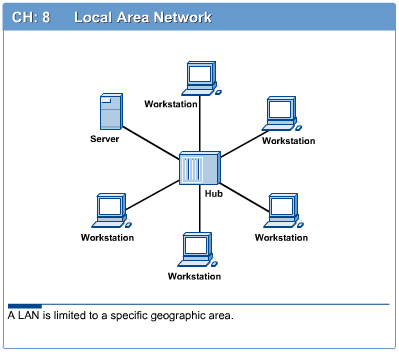 CH: 8 Local Area Network
Workstation
Server
Workstation
Hub
Workstation
Workstation
Workstation
A LAN is limited to a specific geographic area.